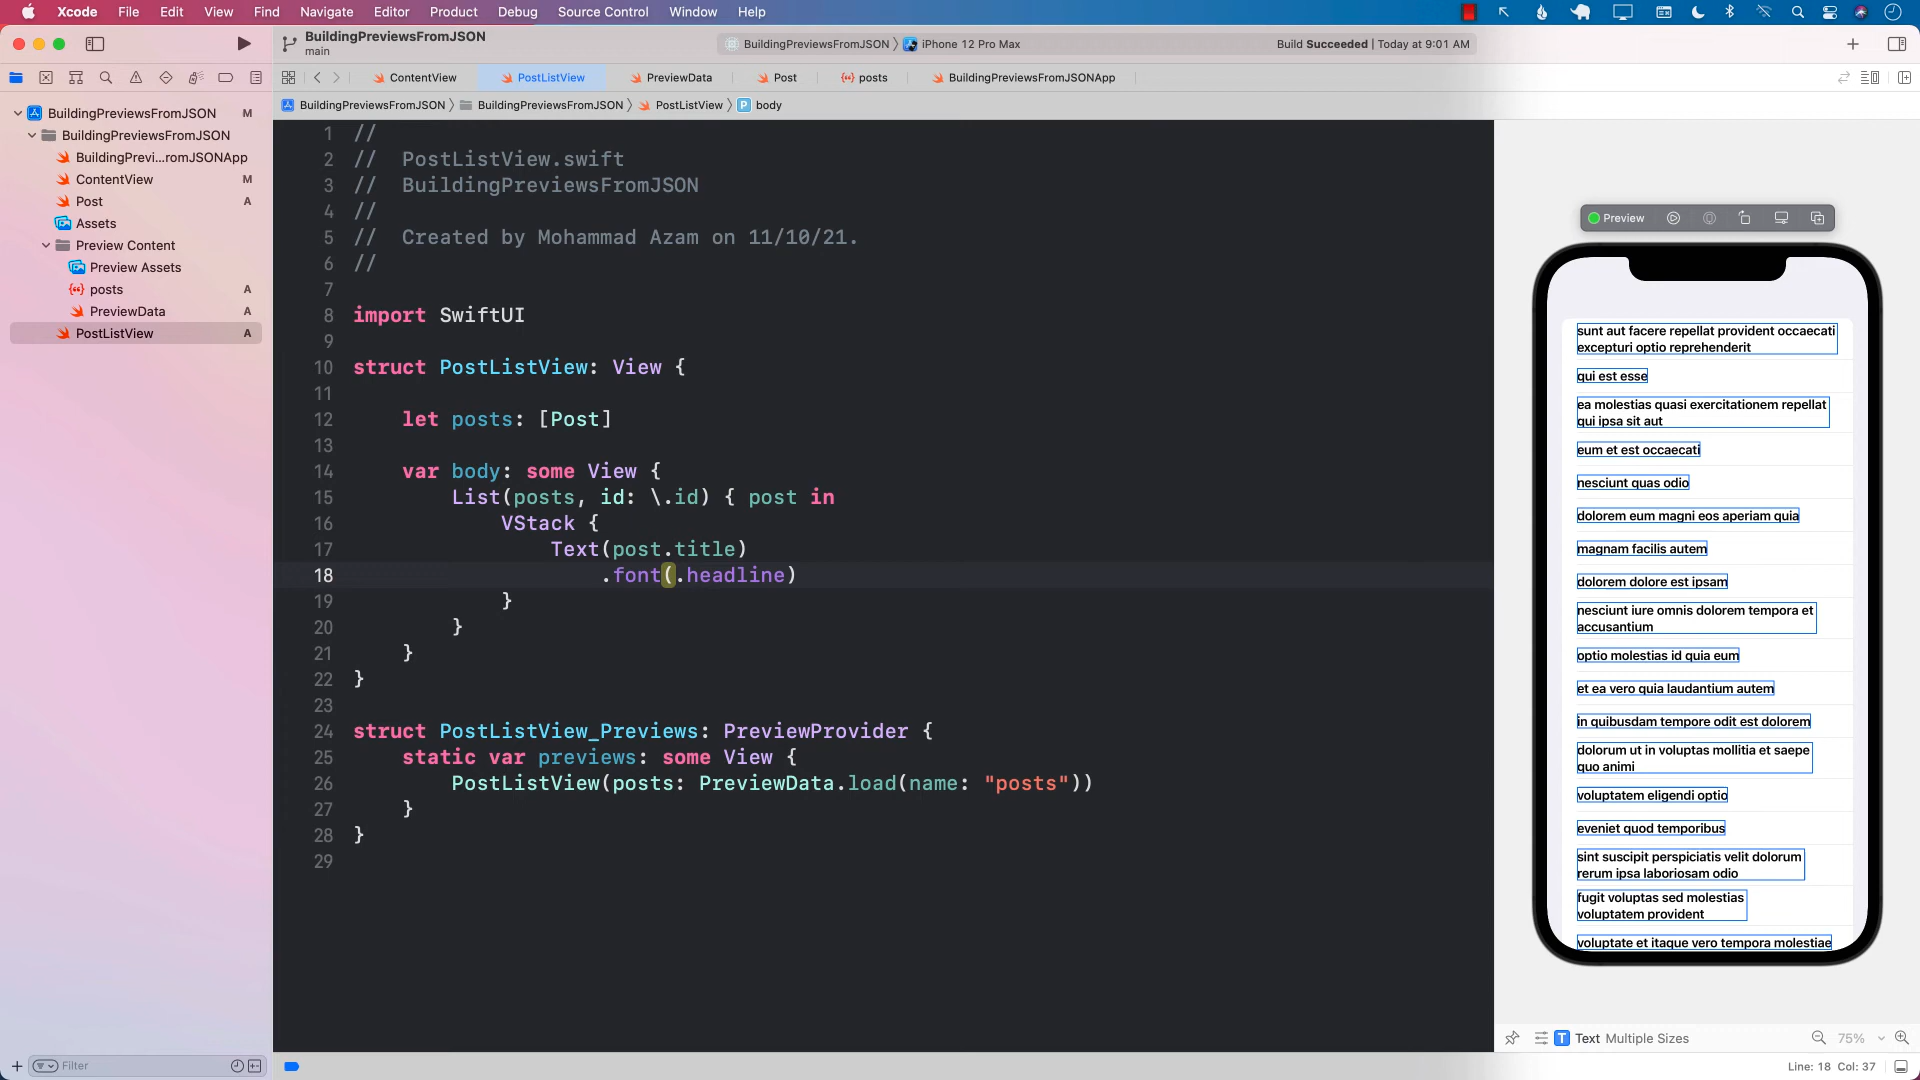 Xcode File Edit View Find Navigate Editor Product Debug Source Control Window Help
BuildingPreviewsFromJSON
main
BuildingPreviewsFromJSON 〉 iPhone 12 Pro Max
Build Succeeded | Today at 9:01 AM
ContentView PostListView PreviewData Post posts BuildingPreviewsFromJSONApp
BuildingPreviewsFromJSON 〉 BuildingPreviewsFromJSON 〉 PostListView 〉 P body
BuildingPreviewsFromJSON M
BuildingPreviewsFromJSON
BuildingPrevi...romJSONApp
ContentView M
Post A
Assets
Preview Content
Preview Assets
posts A
PreviewData A
PostListView A
Filter
1 //
2 //  PostListView.swift
3 //  BuildingPreviewsFromJSON
4 //
5 //  Created by Mohammad Azam on 11/10/21.
6 //
7
8 import SwiftUI
9
10 struct PostListView: View {
11
12     let posts: [Post]
13
14     var body: some View {
15         List(posts, id: \.id) { post in
16             VStack {
17                 Text(post.title)
18                     .font(.headline)
19             }
20         }
21     }
22 }
23
24 struct PostListView_Previews: PreviewProvider {
25     static var previews: some View {
26         PostListView(posts: PreviewData.load(name: "posts"))
27     }
28 }
29
Preview
sunt aut facere repellat provident occaecati
excepturi optio reprehenderit
qui est esse
ea molestias quasi exercitationem repellat
qui ipsa sit aut
eum et est occaecati
nesciunt quas odio
dolorem eum magni eos aperiam quia
magnam facilis autem
dolorem dolore est ipsam
nesciunt iure omnis dolorem tempora et
accusantium
optio molestias id quia eum
et ea vero quia laudantium autem
in quibusdam tempore odit est dolorem
dolorum ut in voluptas mollitia et saepe
quo animi
voluptatem eligendi optio
eveniet quod temporibus
sint suscipit perspiciatis velit dolorum
rerum ipsa laboriosam odio
fugit voluptas sed molestias
voluptatem provident
voluptate et itaque vero tempora molestiae
T Text Multiple Sizes
75%
Line: 18 Col: 37